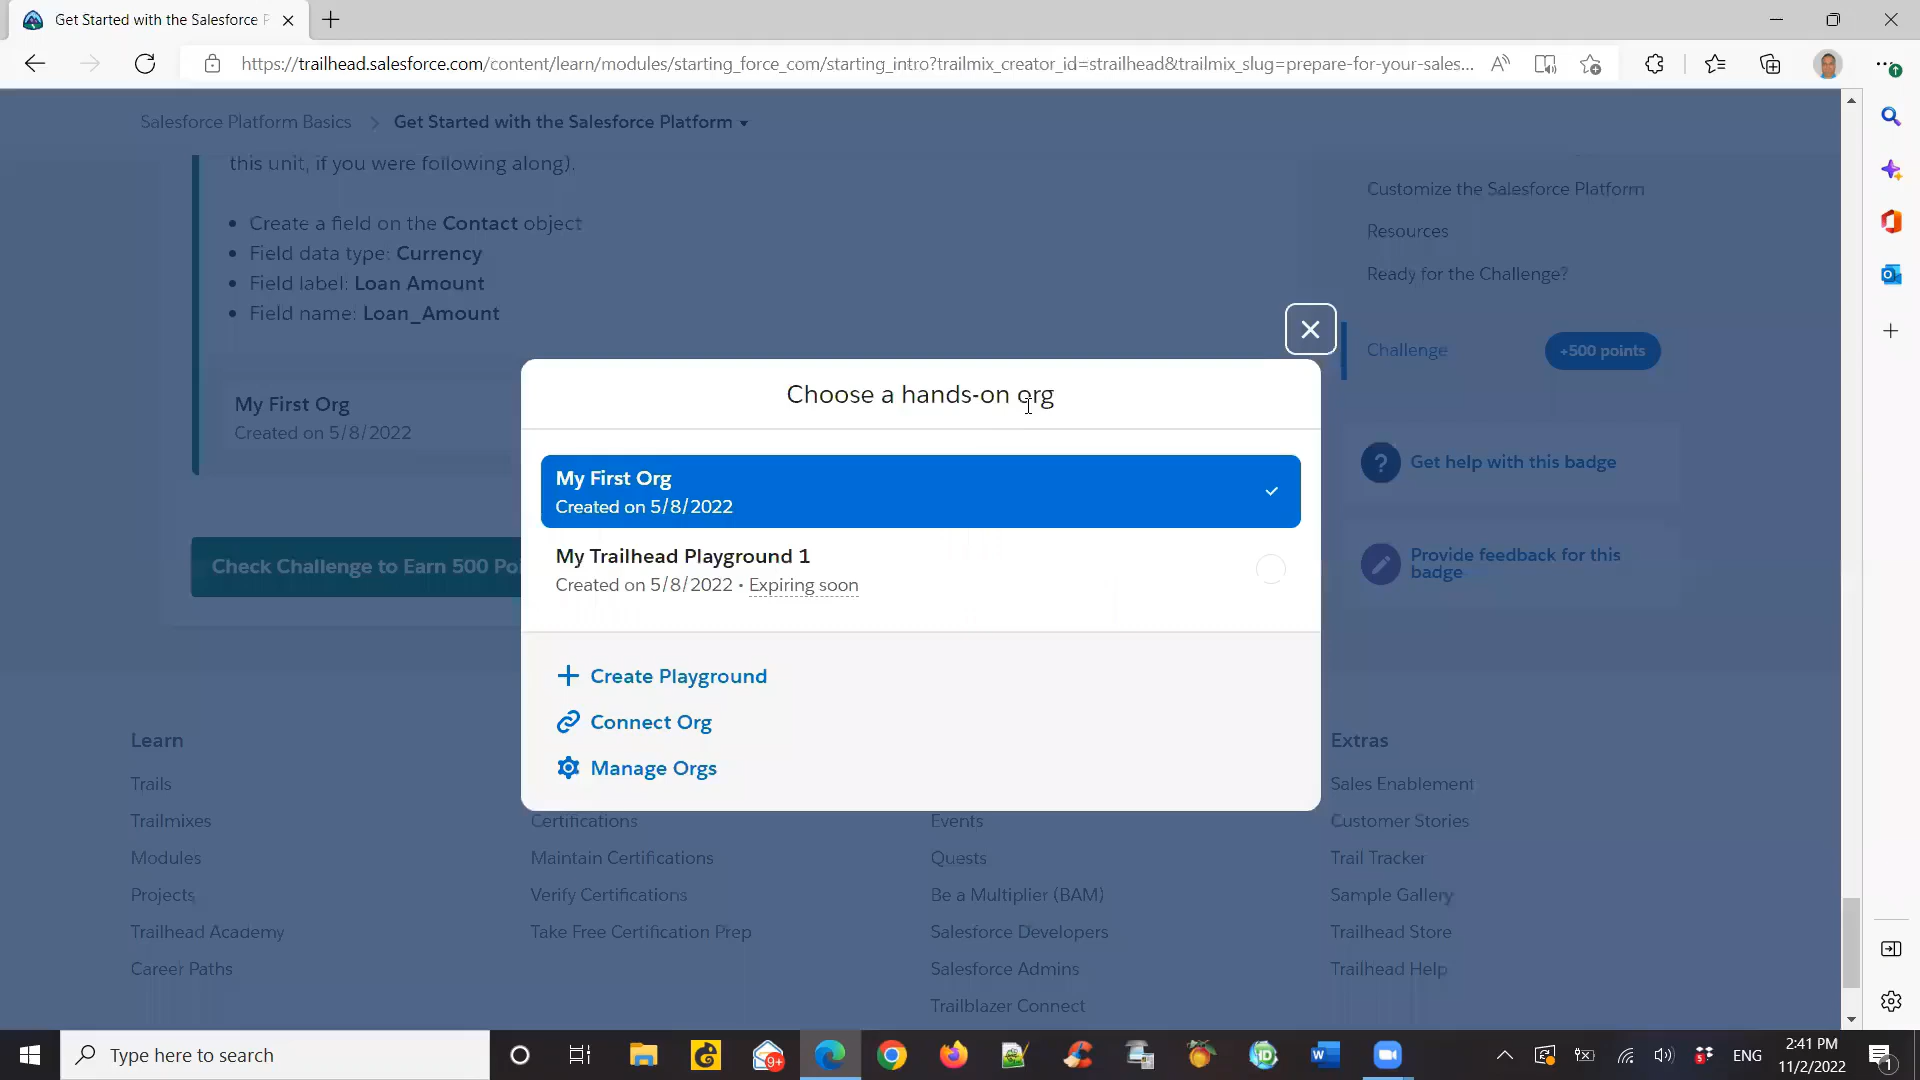 Get Started with the Salesforce P
https://trailhead.salesforce.com/content/learn/modules/starting_force_com/starting_intro?trailmix_creator_id=strailhead&trailmix_slug=prepare-for-your-sales...
Salesforce Platform Basics > Get Started with the Salesforce Platform
this unit, if you were following along).
Create a field on the Contact object
Field data type: Currency
Field label: Loan Amount
Field name: Loan_Amount
My First Org
Created on 5/8/2022
Check Challenge to Earn 500 Po
Customize the Salesforce Platform
Resources
Ready for the Challenge?
Challenge
+500 points
Get help with this badge
Provide feedback for this
badge
Choose a hands-on org
My First Org
Created on 5/8/2022
My Trailhead Playground 1
Created on 5/8/2022 • Expiring soon
Create Playground
Connect Org
Manage Orgs
Learn
Trails
Trailmixes
Modules
Projects
Trailhead Academy
Career Paths
Certifications
Maintain Certifications
Verify Certifications
Take Free Certification Prep
Events
Quests
Be a Multiplier (BAM)
Salesforce Developers
Salesforce Admins
Trailblazer Connect
Extras
Sales Enablement
Customer Stories
Trail Tracker
Sample Gallery
Trailhead Store
Trailhead Help
Type here to search
9+
ENG
2:41 PM
11/2/2022
1